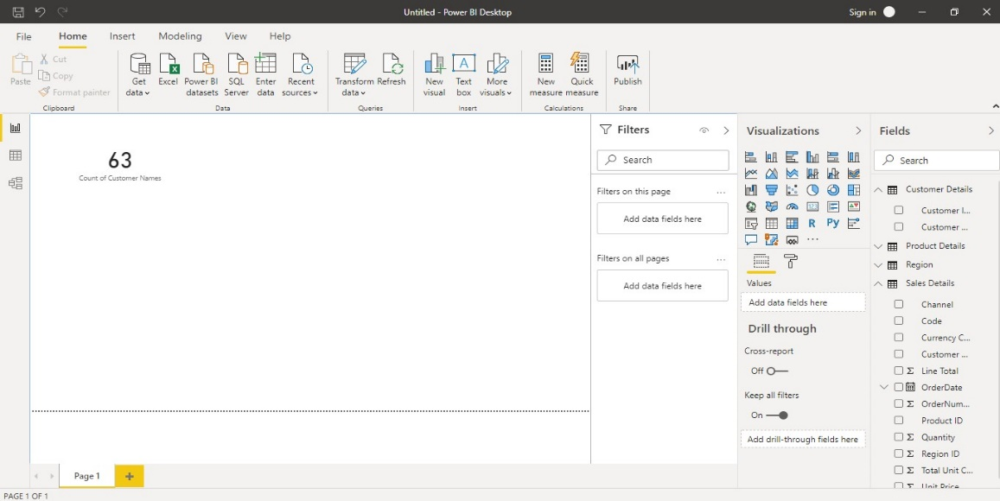 Untitled - Power BI Desktop
Sign in
File Home Insert Modeling View Help
Paste
Cut
Copy
Format painter
Clipboard
Get data
Excel
Power BI datasets
SQL Server
Enter data
Recent sources
Data
Transform data
Refresh
Queries
New visual
Text box
More visuals
Insert
New measure
Quick measure
Calculations
Publish
Share
63
Count of Customer Names
Filters
Search
Filters on this page ...
Add data fields here
Filters on all pages ...
Add data fields here
Visualizations
R Py
...
Values
Add data fields here
Drill through
Cross-report
Off
Keep all filters
On
Add drill-through fields here
Fields
Search
Customer Details
Customer I...
Customer ...
Product Details
Region
Sales Details
Channel
Code
Currency C...
Customer ...
Σ Line Total
OrderDate
Σ OrderNum...
Product ID
Σ Quantity
Σ Region ID
Σ Total Unit C...
Σ Unit Price
Page 1
PAGE 1 OF 1